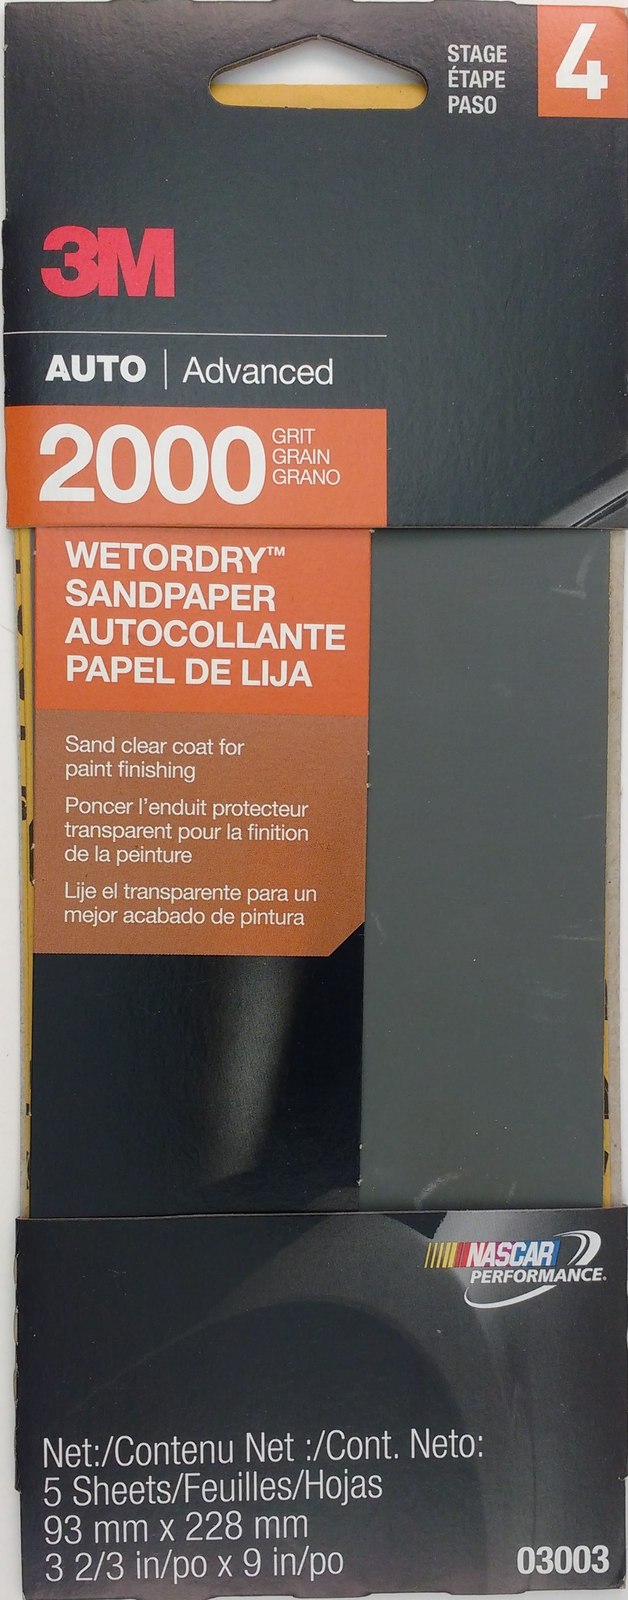 STAGE
ÉTAPE
PASO
4
3M
AUTO | Advanced
2000
GRIT
GRAIN
GRANO
WETORDRY™
SANDPAPER
AUTOCOLLANTE
PAPEL DE LIJA
Sand clear coat for
paint finishing
Poncer l'enduit protecteur
transparent pour la finition
de la peinture
Lije el transparente para un
mejor acabado de pintura
NASCAR
PERFORMANCE.
Net:/Contenu Net :/Cont. Neto:
5 Sheets/Feuilles/Hojas
93 mm x 228 mm
3 2/3 in/po x 9 in/po
03003